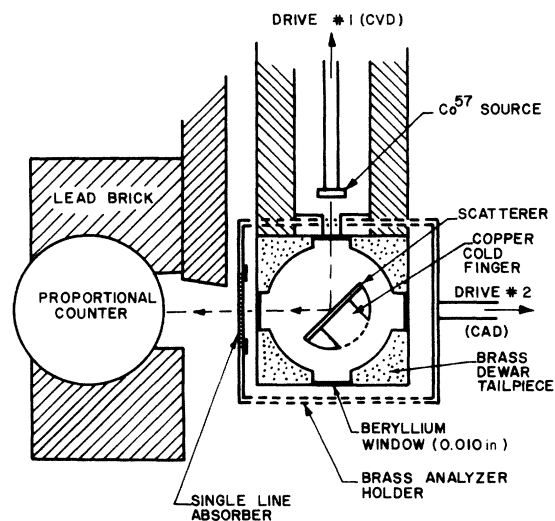 DRIVE #1 (CVD)
Co57 SOURCE
LEAD BRICK
SCATTERER
COPPER
COLD
FINGER
PROPORTIONAL
COUNTER
DRIVE #2
(CAD)
BRASS
DEWAR
TAILPIECE
BERYLLIUM
WINDOW (0.010 in)
BRASS ANALYZER
HOLDER
SINGLE LINE
ABSORBER